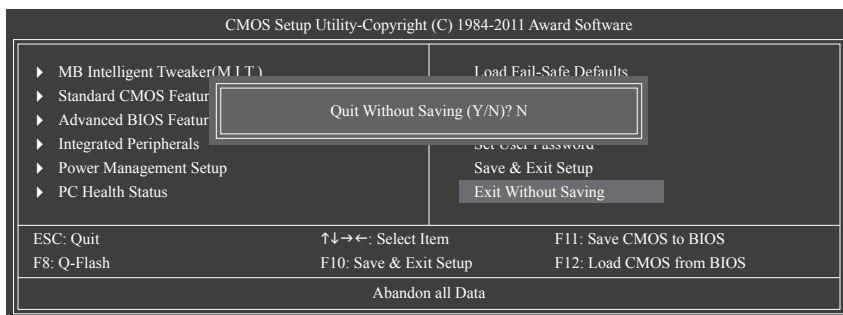 CMOS Setup Utility-Copyright (C) 1984-2011 Award Software
MB Intelligent Tweaker(M.I.T.)
Standard CMOS Featur
Advanced BIOS Featur
Integrated Peripherals
Power Management Setup
PC Health Status
Load Fail-Safe Defaults
Set User Password
Save & Exit Setup
Exit Without Saving
Quit Without Saving (Y/N)? N
ESC: Quit
↑↓→←: Select Item
F11: Save CMOS to BIOS
F8: Q-Flash
F10: Save & Exit Setup
F12: Load CMOS from BIOS
Abandon all Data